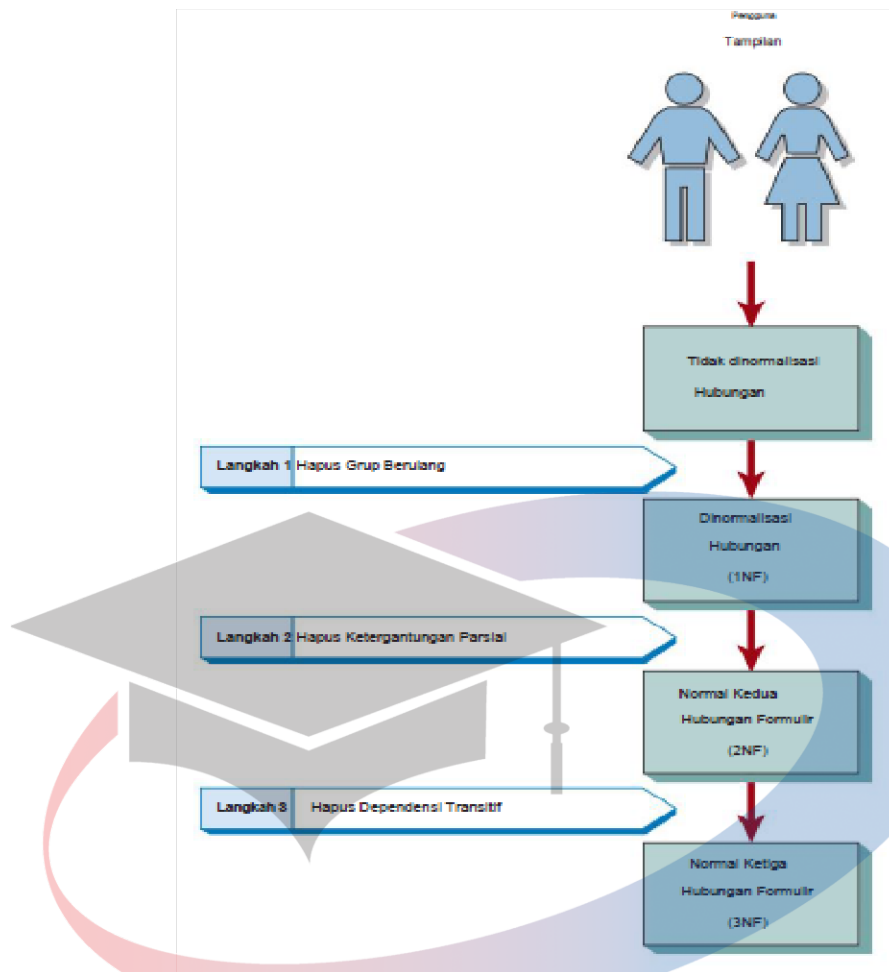 Pengguna
Tampilan
Tidak dinormalisasi
Hubungan
Langkah 1 Hapus Grup Berulang
Dinormalisasi
Hubungan
(1NF)
Langkah 2 Hapus Ketergantungan Parsial
Normal Kedua
Hubungan Formulir
(2NF)
Langkah 3 Hapus Dependensi Transitif
Normal Ketiga
Hubungan Formulir
(3NF)